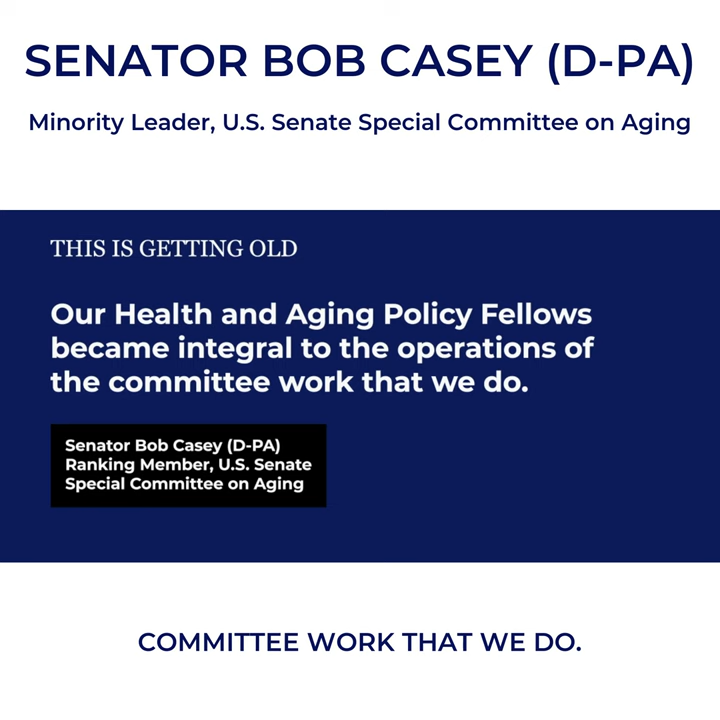 SENATOR BOB CASEY (D-PA)
Minority Leader, U.S. Senate Special Committee on Aging
THIS IS GETTING OLD
Our Health and Aging Policy Fellows
became integral to the operations of
the committee work that we do.
Senator Bob Casey (D-PA)
Ranking Member, U.S. Senate
Special Committee on Aging
COMMITTEE WORK THAT WE DO.